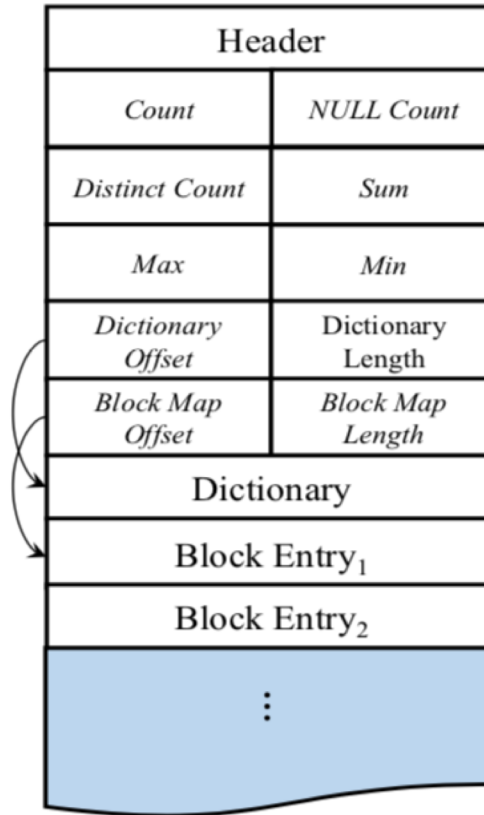 Header
Count NULL Count
Distinct Count Sum
Max Min
Dictionary Offset Dictionary Length
Block Map Offset Block Map Length
Dictionary
Block Entry₁
Block Entry₂
⋮